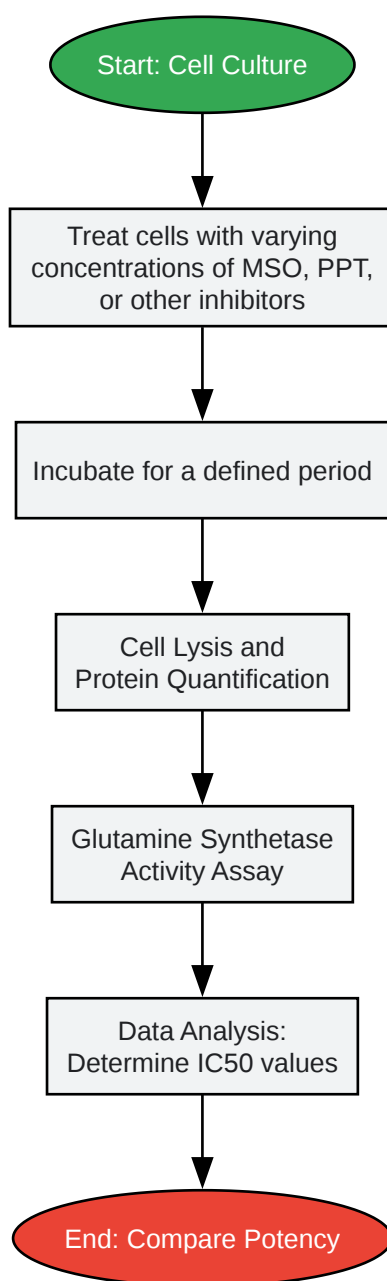 Start: Cell Culture
Treat cells with varying
concentrations of MSO, PPT,
or other inhibitors
Incubate for a defined period
Cell Lysis and
Protein Quantification
Glutamine Synthetase
Activity Assay
Data Analysis:
Determine IC50 values
End: Compare Potency